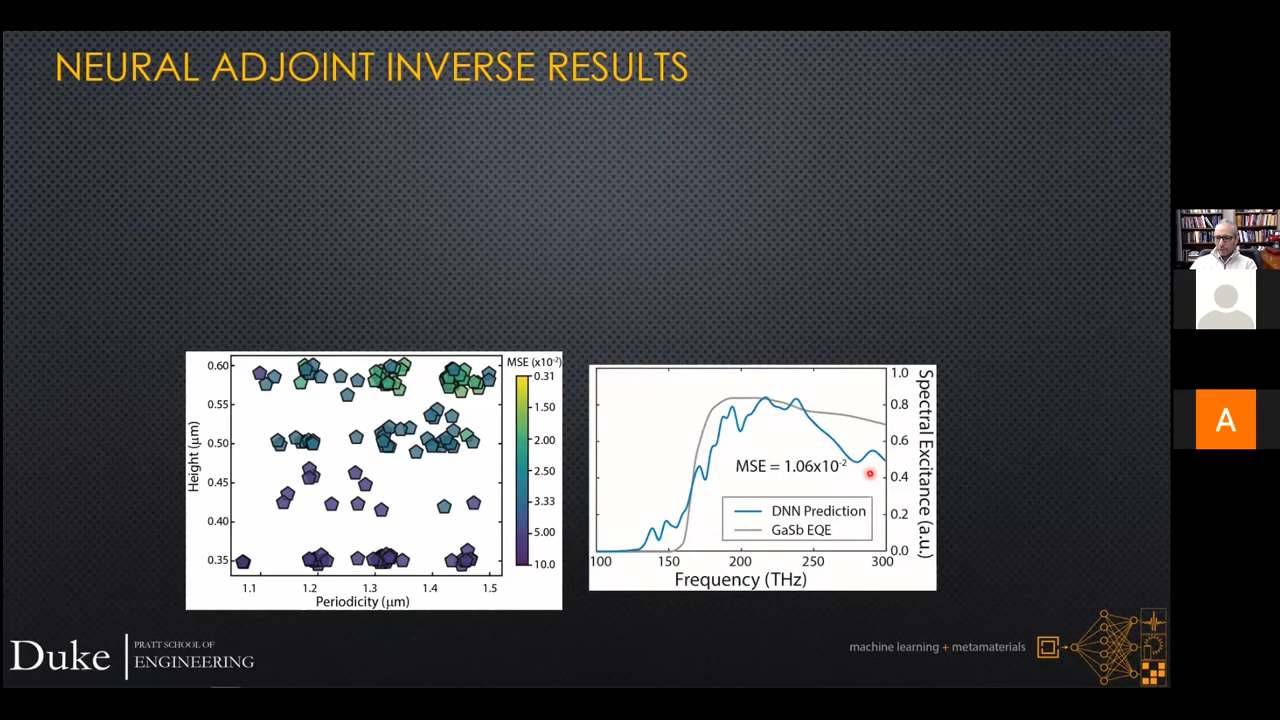 NEURAL ADJOINT INVERSE RESULTS
MSE (x10⁻²)
0.60
0.55
0.50
0.45
0.40
0.35
Height (μm)
1.1 1.2 1.3 1.4 1.5
Periodicity (μm)
0.31
1.50
2.00
2.50
3.33
5.00
10.0
1.0
0.8
0.6
0.4
0.2
0.0
Spectral Excitance (a.u.)
MSE = 1.06x10⁻²
DNN Prediction
GaSb EQE
100 150 200 250 300
Frequency (THz)
A
Duke
PRATT SCHOOL OF
ENGINEERING
machine learning + metamaterials